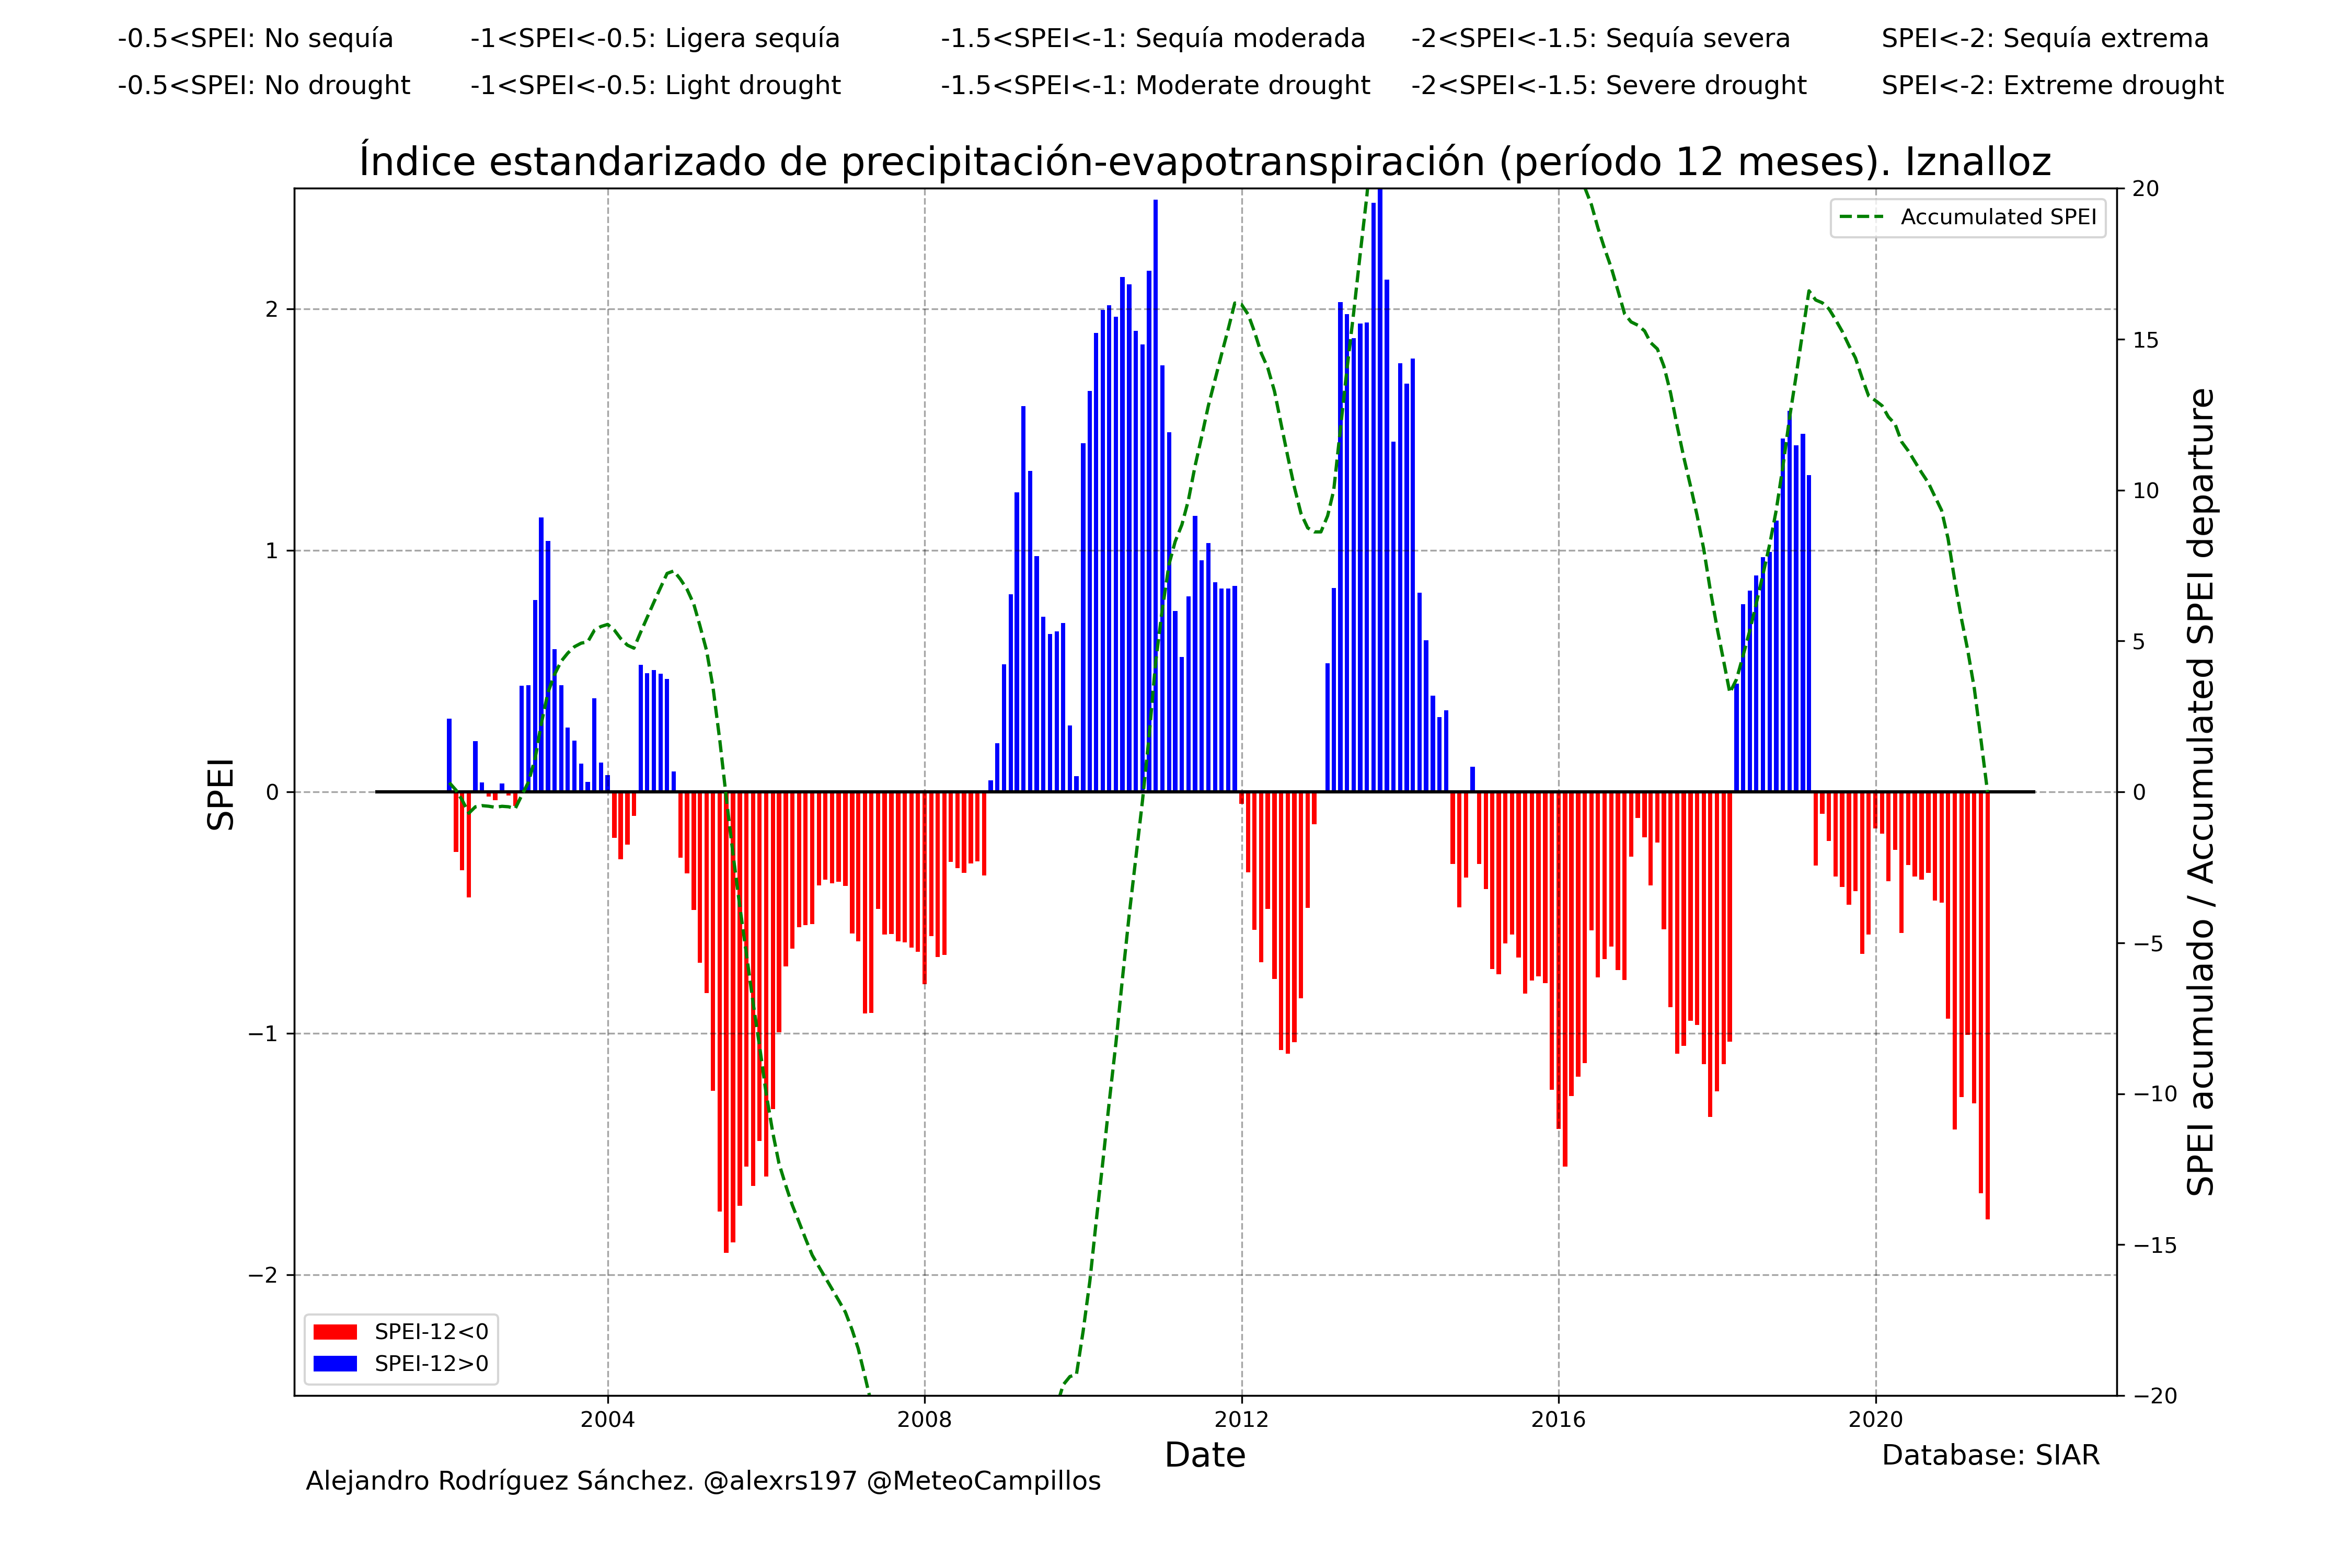 -0.5<SPEI: No sequía -1<SPEI<-0.5: Ligera sequía -1.5<SPEI<-1: Sequía moderada -2<SPEI<-1.5: Sequía severa SPEI<-2: Sequía extrema
-0.5<SPEI: No drought -1<SPEI<-0.5: Light drought -1.5<SPEI<-1: Moderate drought -2<SPEI<-1.5: Severe drought SPEI<-2: Extreme drought
Índice estandarizado de precipitación-evapotranspiración (período 12 meses). Iznalloz
Accumulated SPEI
SPEI
2
1
0
−1
−2
20
15
10
5
0
−5
−10
−15
−20
SPEI acumulado / Accumulated SPEI departure
SPEI-12<0
SPEI-12>0
2004 2008 2012 2016 2020
Date
Database: SIAR
Alejandro Rodríguez Sánchez. @alexrs197 @MeteoCampillos